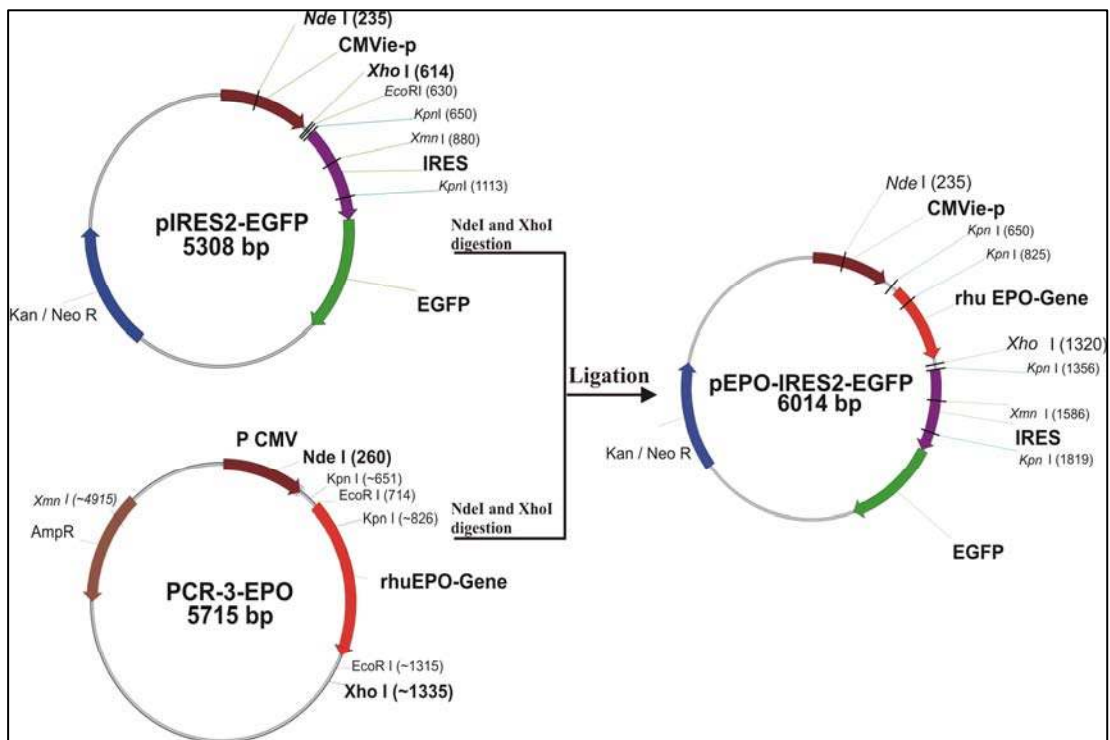 Nde I (235)
CMVie-p
Xho I (614)
EcoRI (630)
KpnI (650)
Xmn I (880)
IRES
KpnI (1113)
pIRES2-EGFP
5308 bp
EGFP
Kan / Neo R
NdeI and XhoI
digestion
P CMV
Nde I (260)
Kpn I (~651)
EcoR I (714)
Kpn I (~826)
Xmn I (~4915)
AmpR
rhuEPO-Gene
PCR-3-EPO
5715 bp
EcoR I (~1315)
Xho I (~1335)
NdeI and XhoI
digestion
Ligation
Nde I (235)
CMVie-p
Kpn I (650)
Kpn I (825)
rhu EPO-Gene
Xho I (1320)
Kpn I (1356)
pEPO-IRES2-EGFP
6014 bp
Xmn I (1586)
IRES
Kpn I (1819)
Kan / Neo R
EGFP